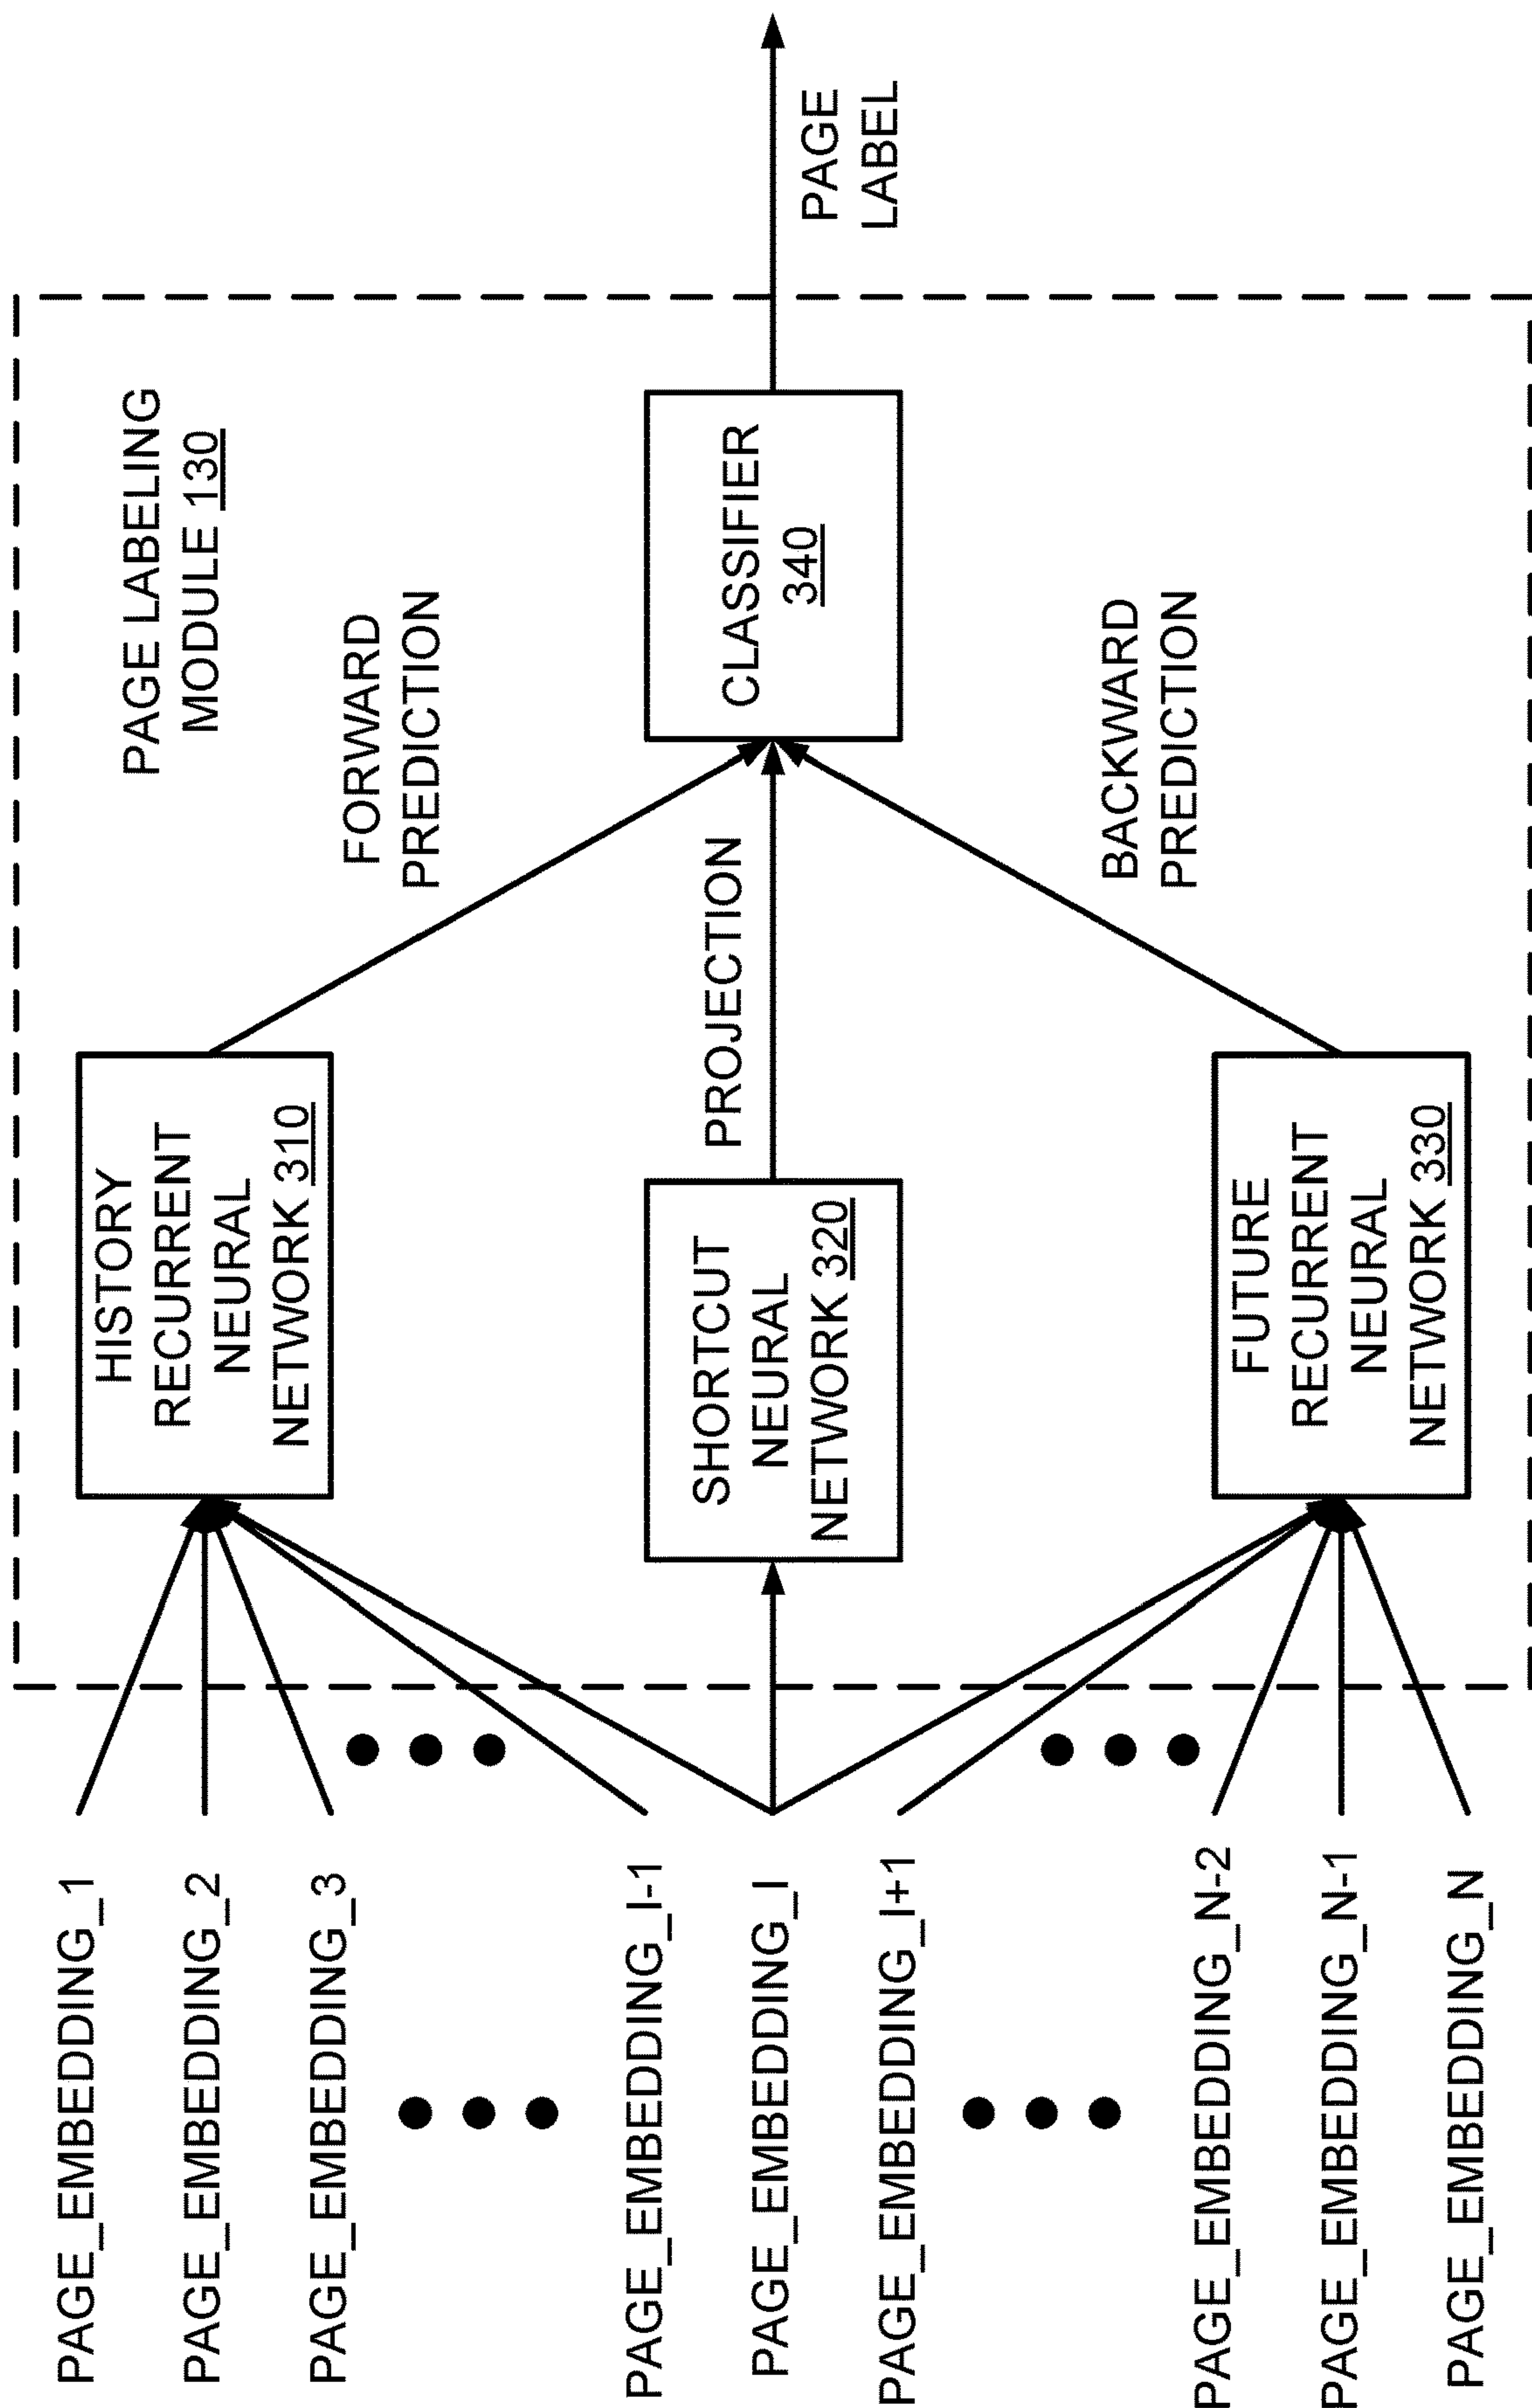 PAGE_EMBEDDING_1
PAGE_EMBEDDING_2
PAGE_EMBEDDING_3
PAGE_EMBEDDING_I-1
PAGE_EMBEDDING_I
PAGE_EMBEDDING_I+1
PAGE_EMBEDDING_N-2
PAGE_EMBEDDING_N-1
PAGE_EMBEDDING_N
HISTORY
RECURRENT
NEURAL
NETWORK 310
SHORTCUT
NEURAL
NETWORK 320
FUTURE
RECURRENT
NEURAL
NETWORK 330
FORWARD
PREDICTION
PROJECTION
BACKWARD
PREDICTION
PAGE LABELING
MODULE 130
CLASSIFIER
340
PAGE
LABEL